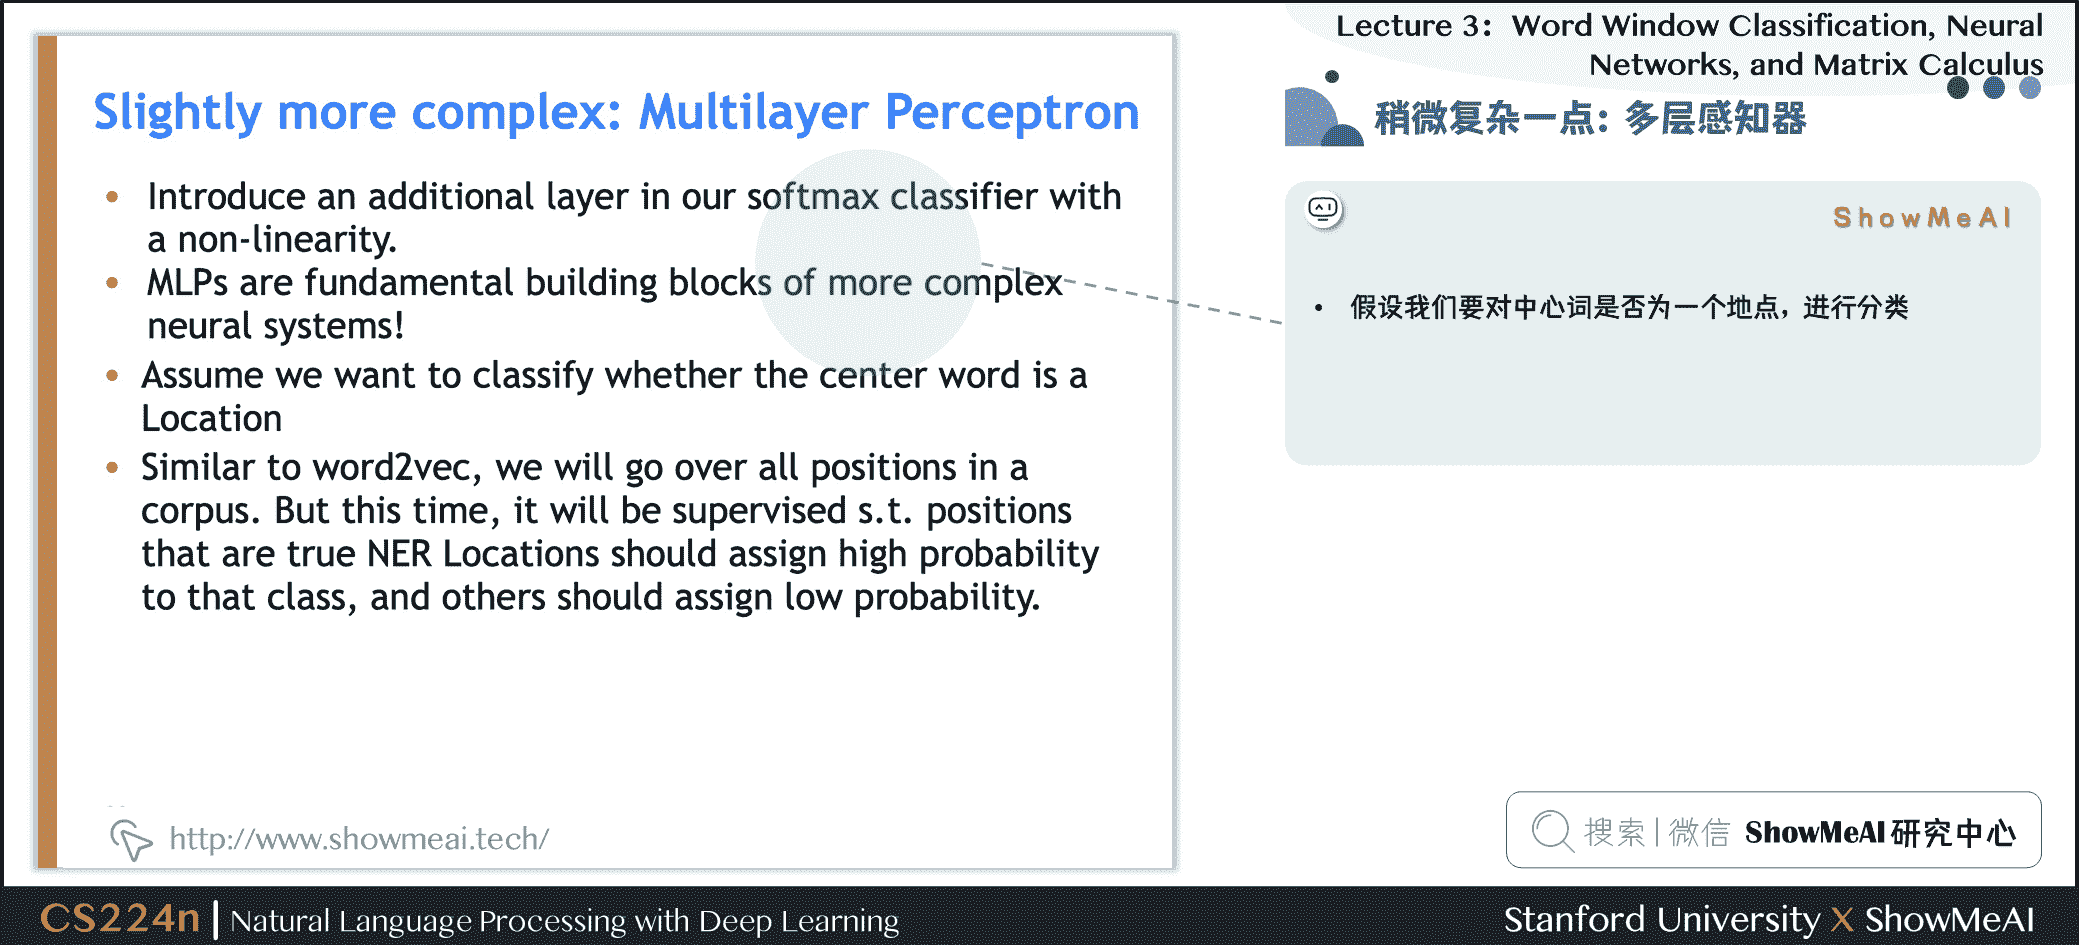 Lecture 3: Word Window Classification, Neural
Networks, and Matrix Calculus
Slightly more complex: Multilayer Perceptron
• Introduce an additional layer in our softmax classifier with
a non-linearity.
• MLPs are fundamental building blocks of more complex
neural systems!
• Assume we want to classify whether the center word is a
Location
• Similar to word2vec, we will go over all positions in a
corpus. But this time, it will be supervised s.t. positions
that are true NER Locations should assign high probability
to that class, and others should assign low probability.
http://www.showmeai.tech/
稍微复杂一点: 多层感知器
ShowMeAI
• 假设我们要对中心词是否为一个地点，进行分类
搜索|微信 ShowMeAI研究中心
CS224n | Natural Language Processing with Deep Learning
Stanford University X ShowMeAI